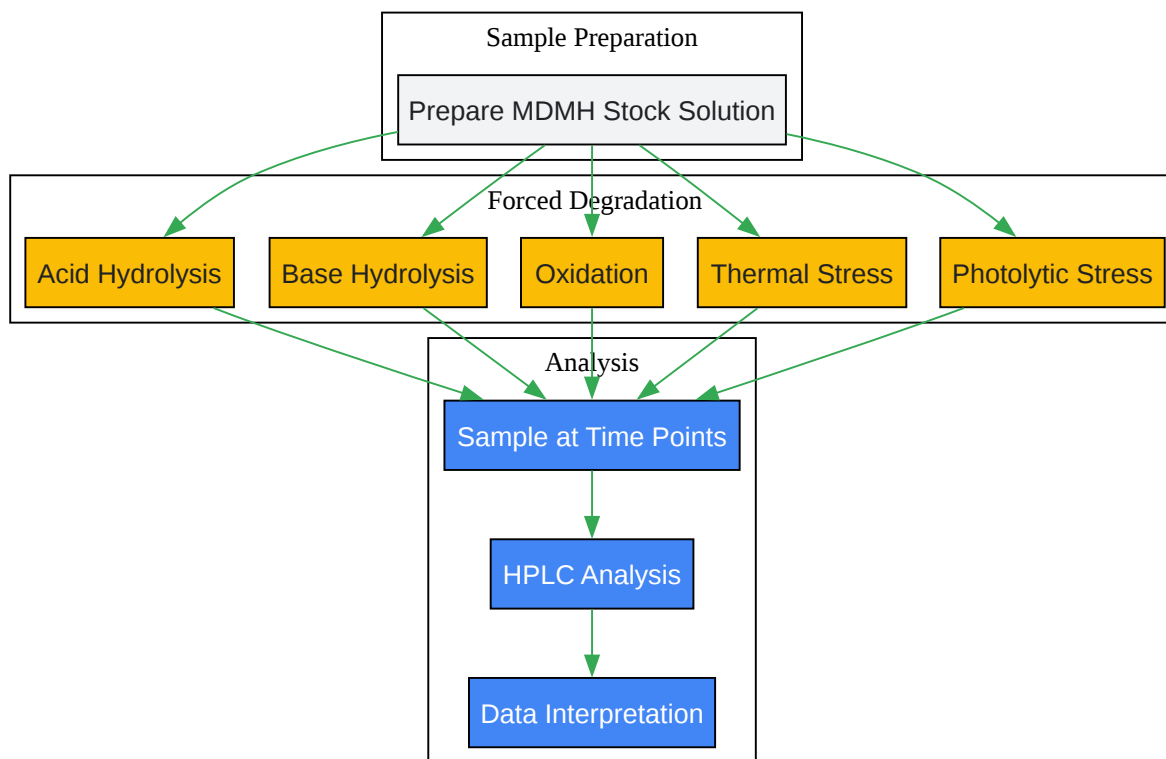 Sample Preparation
Prepare MDMH Stock Solution
Forced Degradation
Acid Hydrolysis
Base Hydrolysis
Oxidation
Thermal Stress
Photolytic Stress
Analysis
Sample at Time Points
HPLC Analysis
Data Interpretation